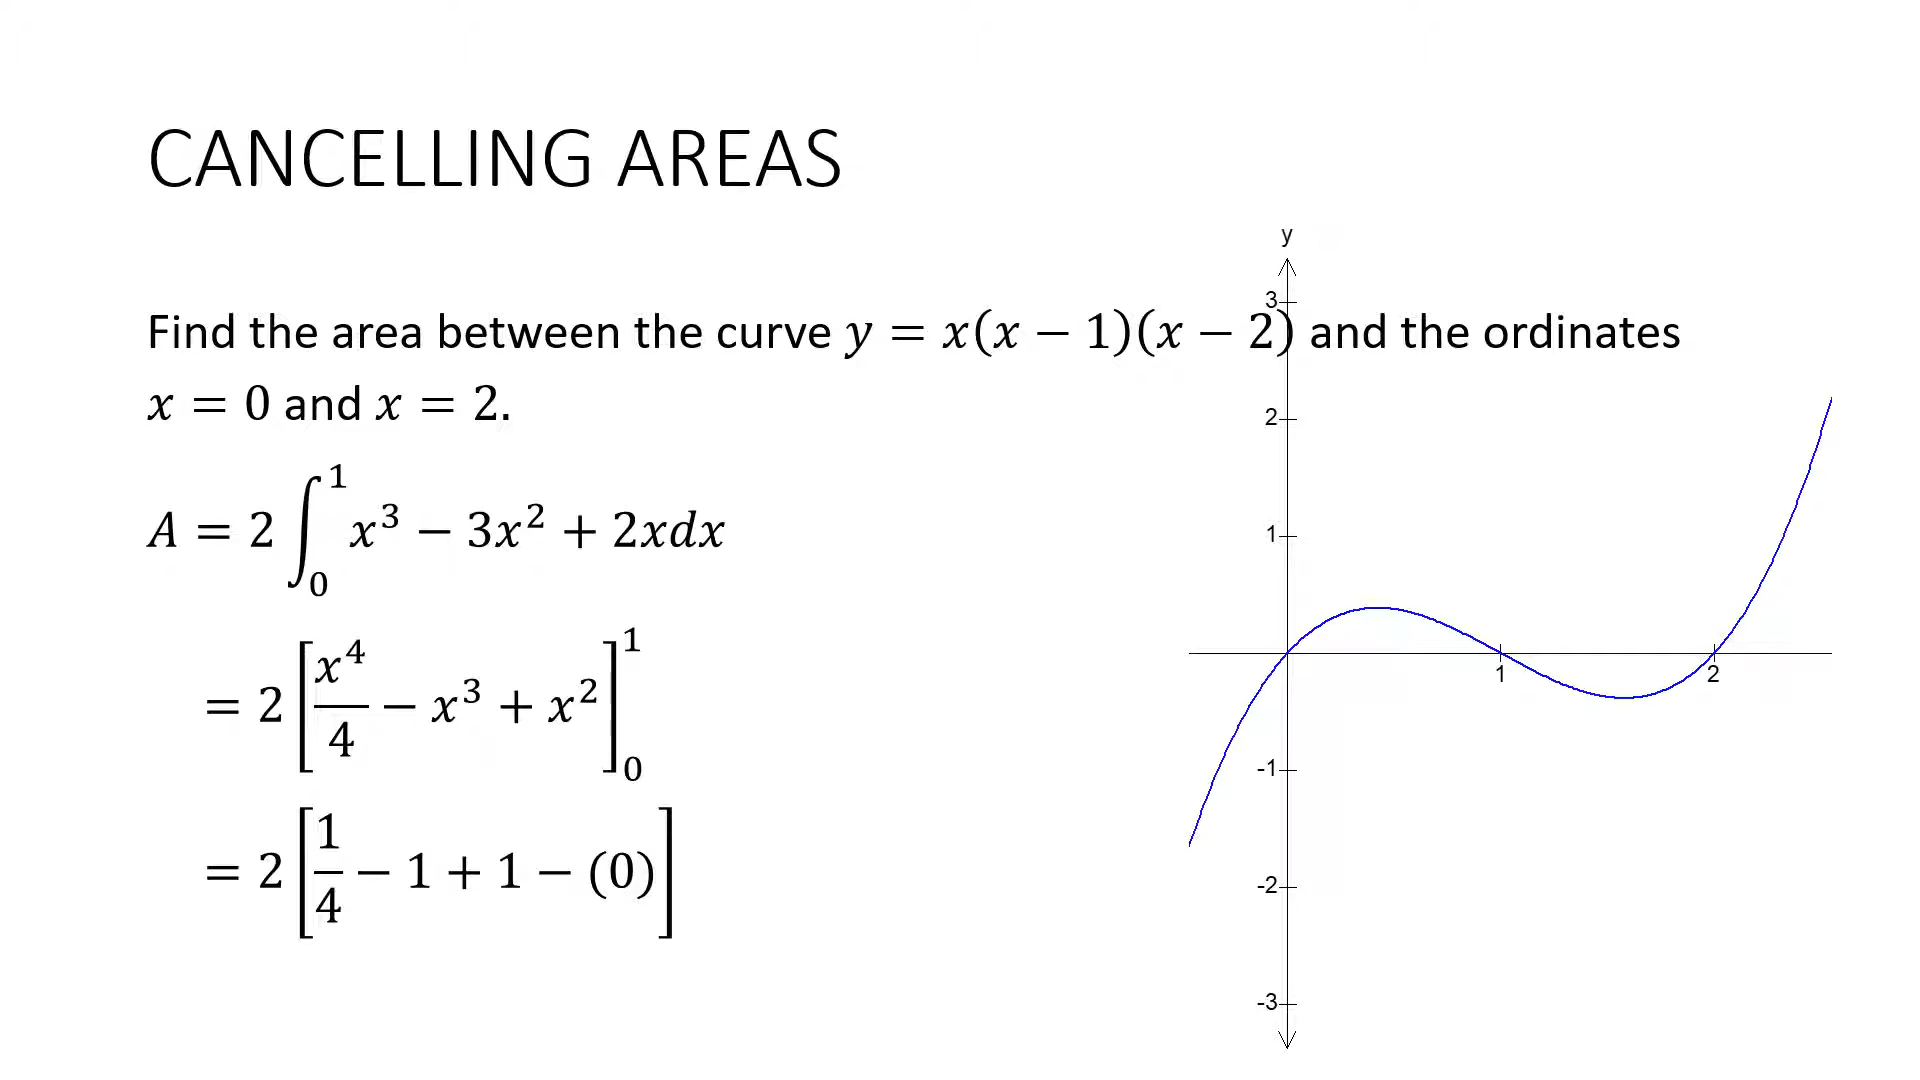 CANCELLING AREAS
Find the area between the curve y = x(x − 1)(x − 2) and the ordinates
x = 0 and x = 2.
A = 2 ∫₀¹ x³ − 3x² + 2xdx
= 2 [x⁴/4 − x³ + x²]₀¹
= 2 [1/4 − 1 + 1 − (0)]
y
3
2
1
1
2
-1
-2
-3